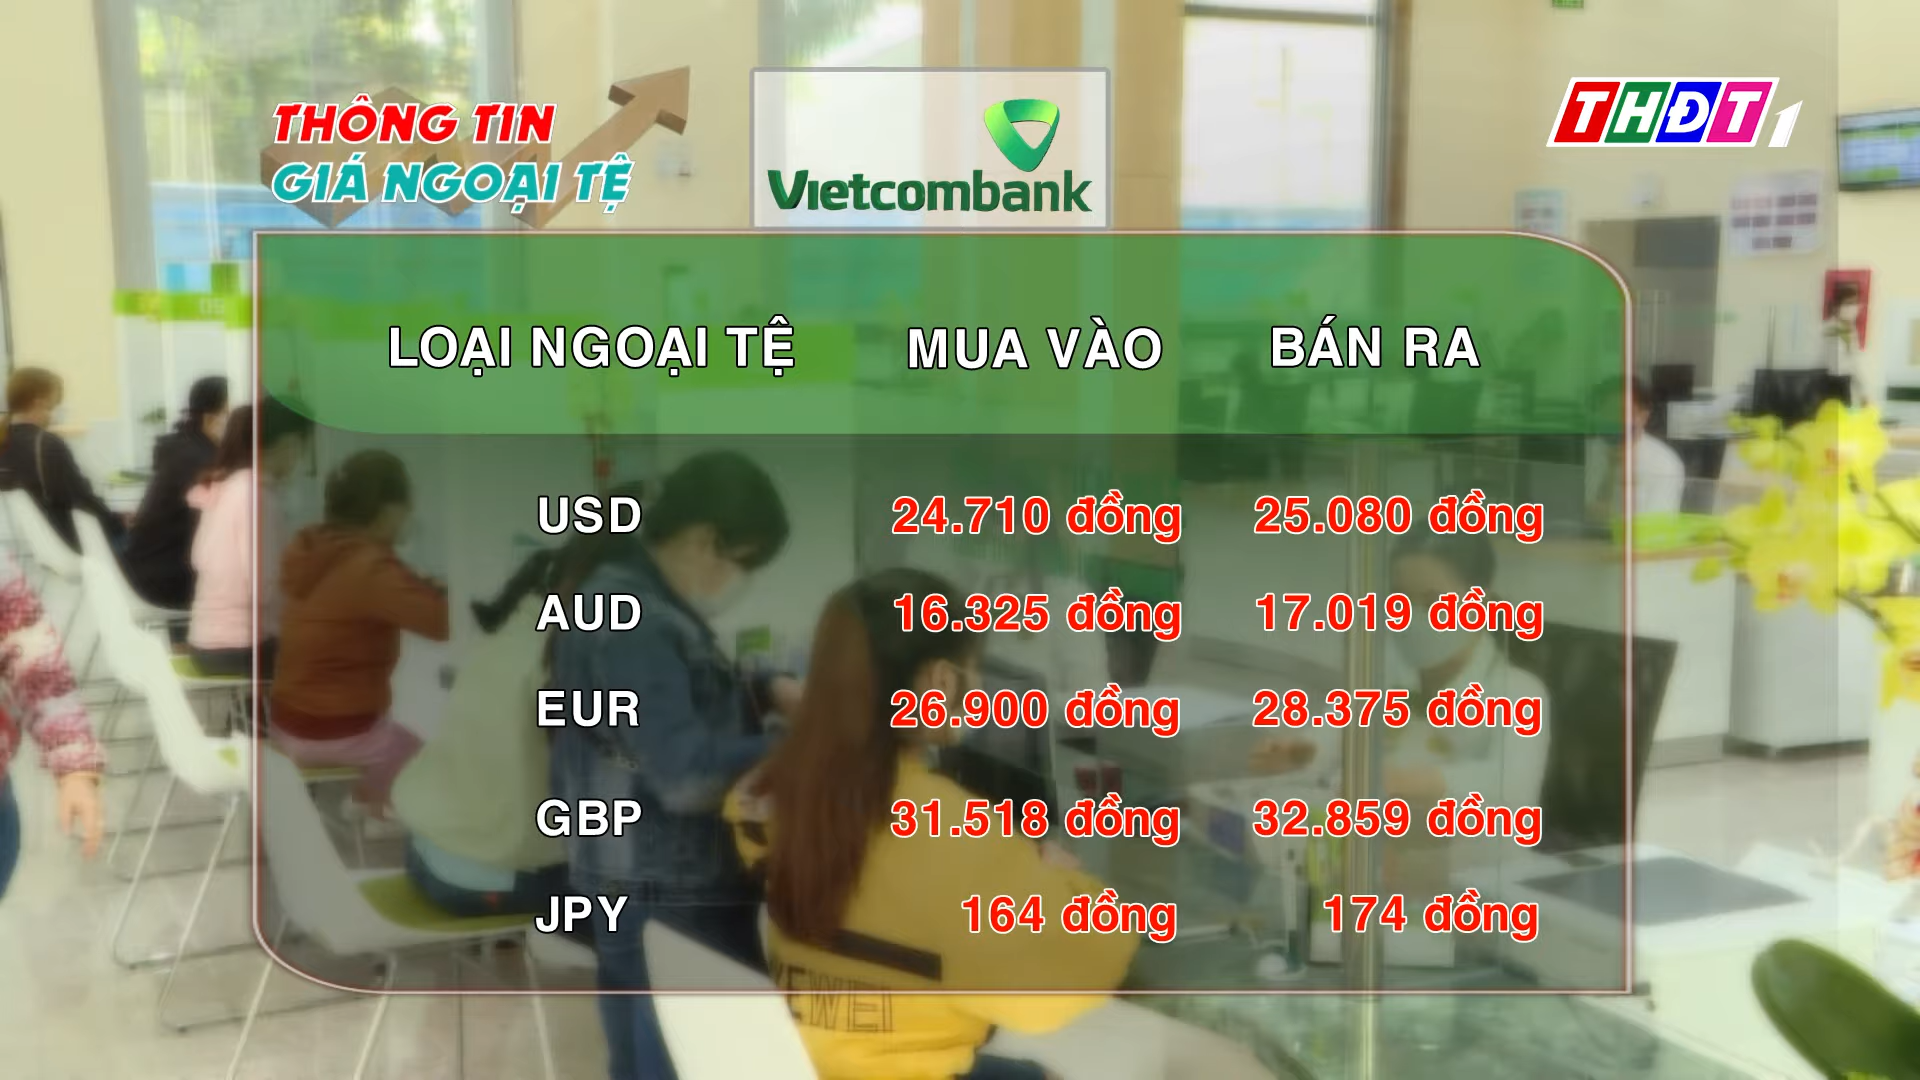 THÔNG TIN
GIÁ NGOẠI TỆ
Vietcombank
THĐT1
LOẠI NGOẠI TỆ MUA VÀO BÁN RA
USD 24.710 đồng 25.080 đồng
AUD 16.325 đồng 17.019 đồng
EUR 26.900 đồng 28.375 đồng
GBP 31.518 đồng 32.859 đồng
JPY 164 đồng 174 đồng